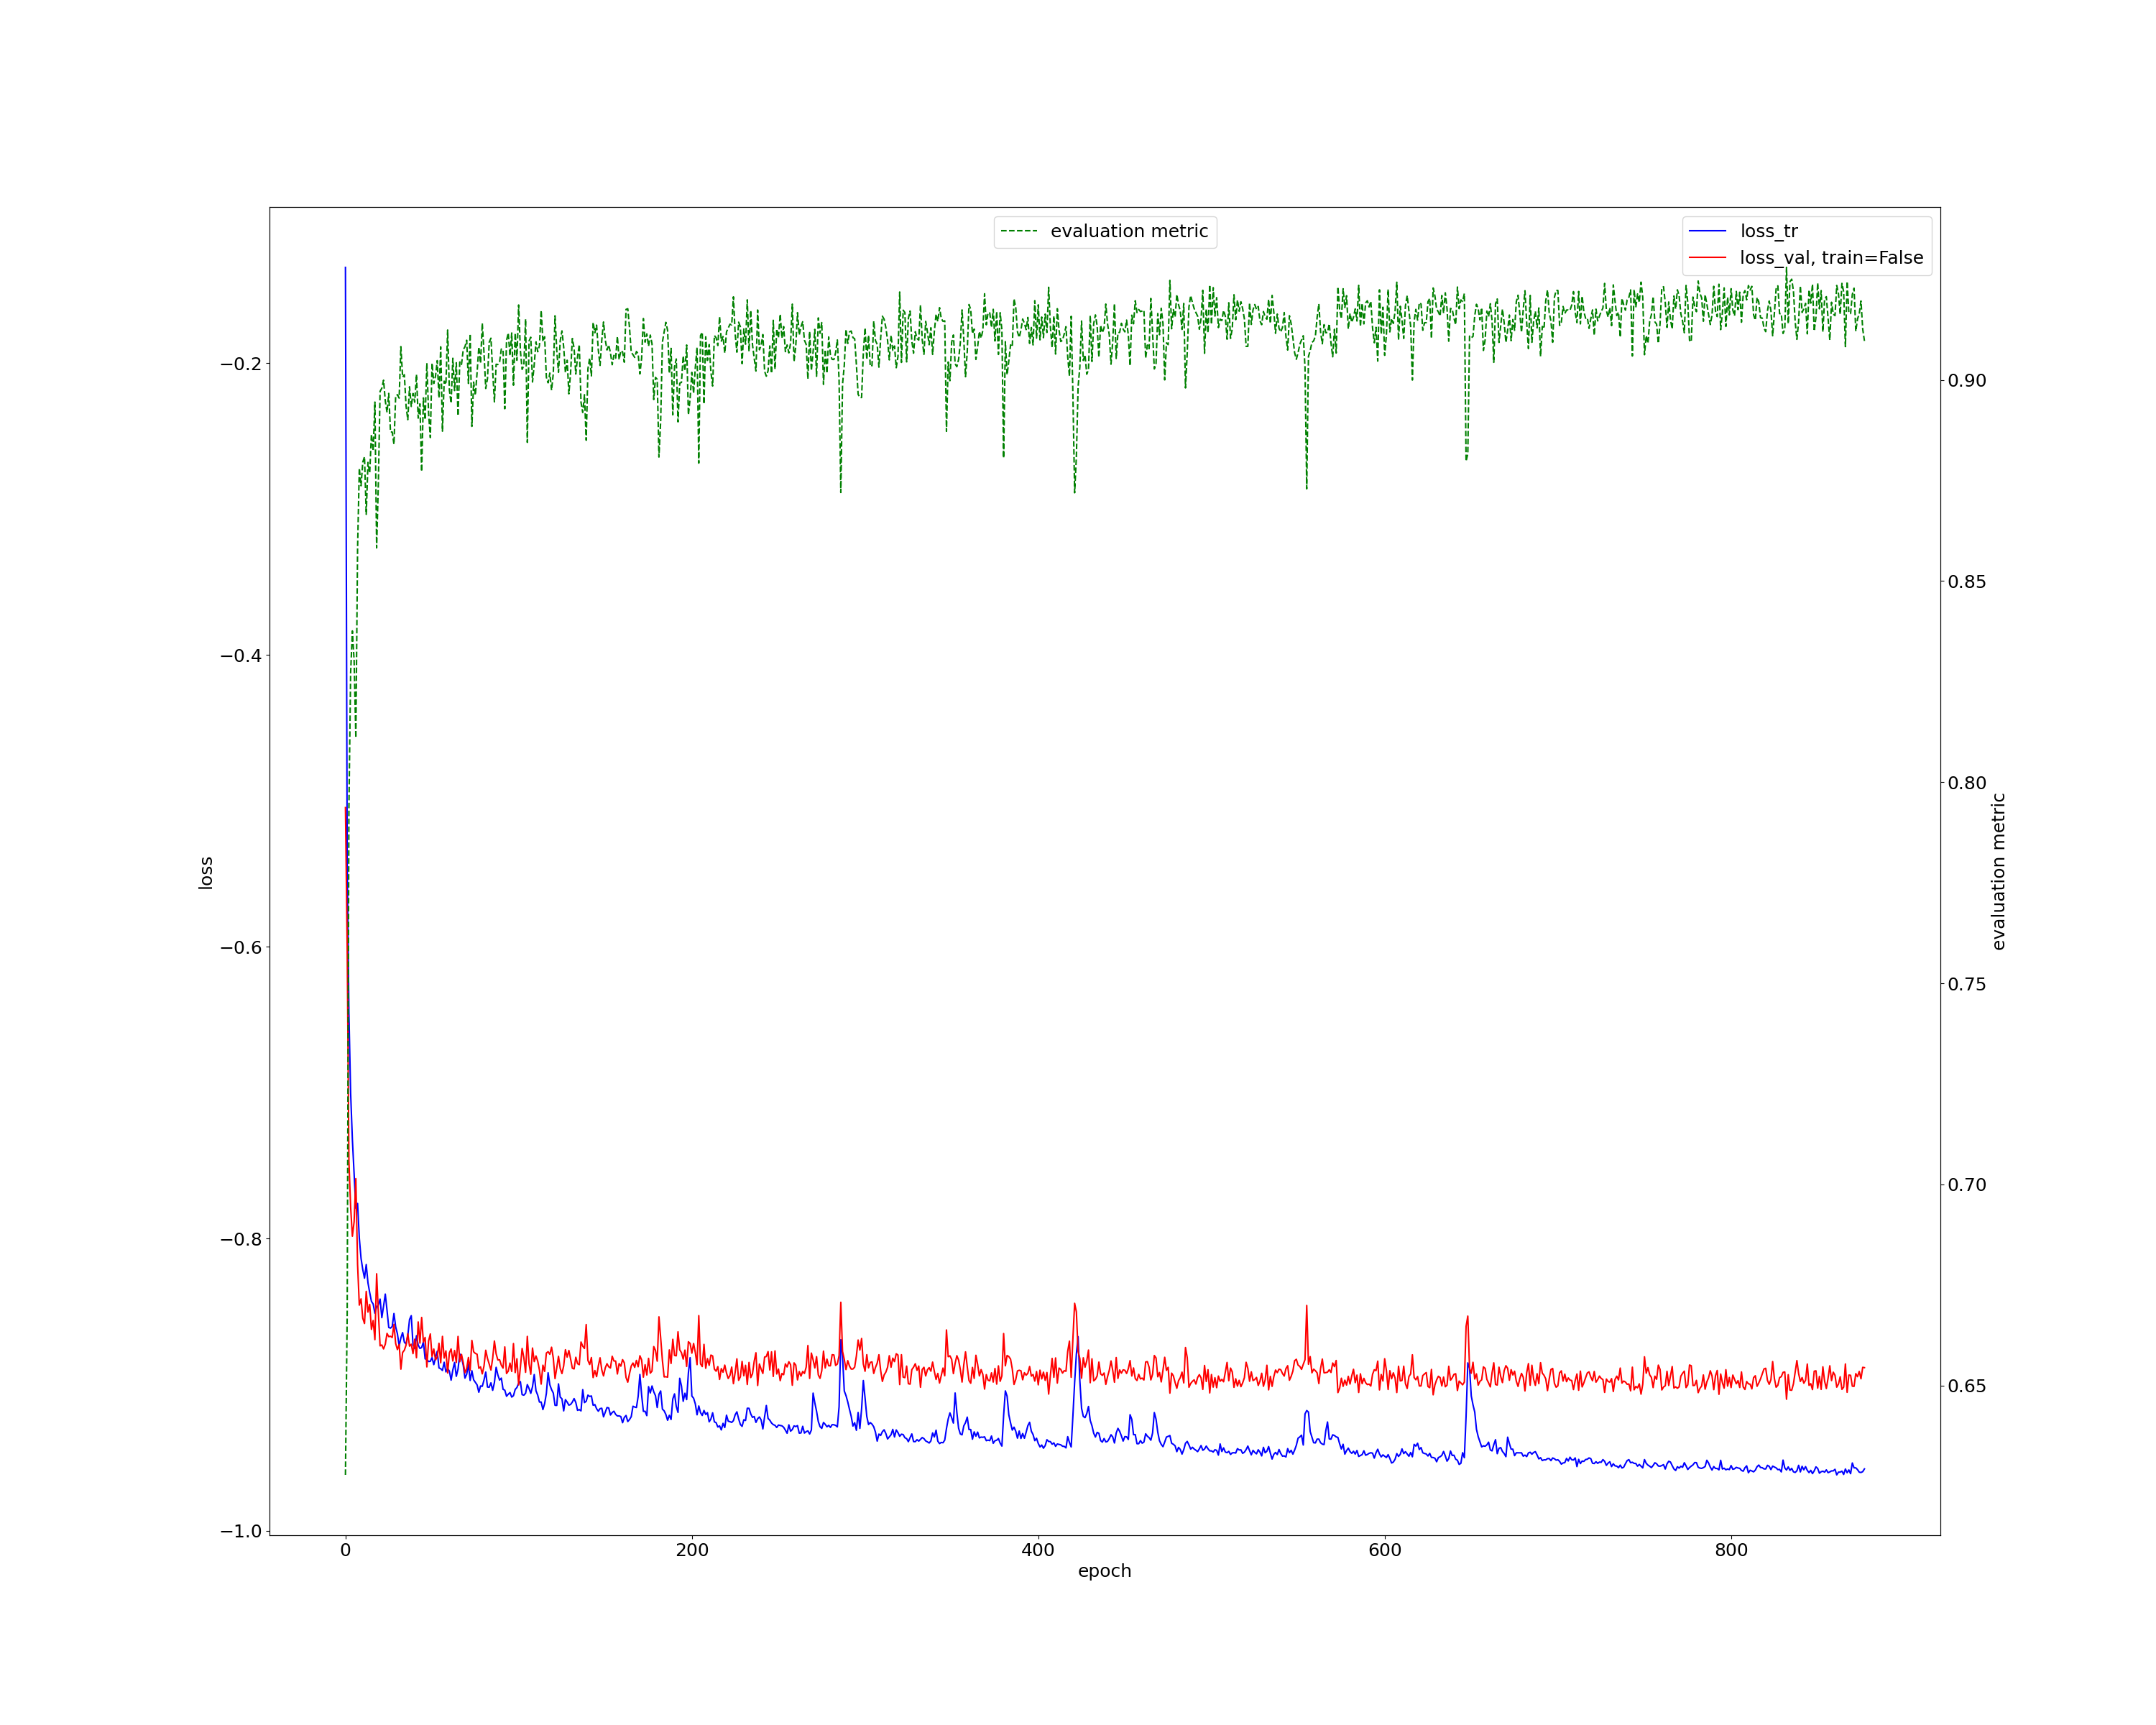 evaluation metric
loss_tr
loss_val, train=False
−0.2
−0.4
−0.6
−0.8
−1.0
loss
0.90
0.85
0.80
0.75
0.70
0.65
evaluation metric
0 200 400 600 800
epoch